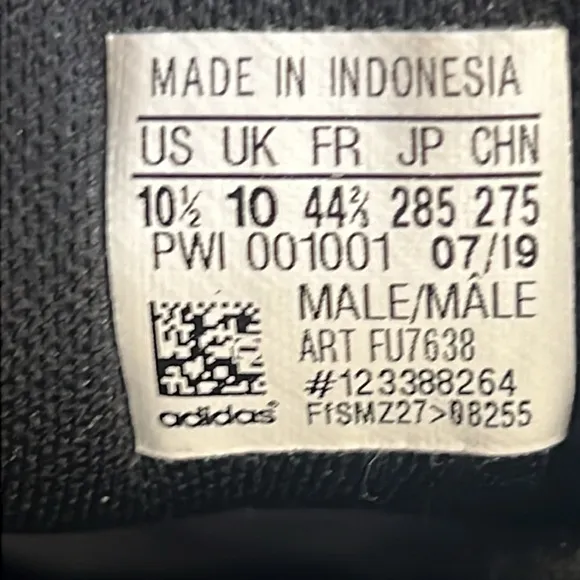 MADE IN INDONESIA
US UK FR JP CHN
10½ 10 44⅔ 285 275
PWI 001001 07/19
MALE/MÂLE
ART FU7638
#123388264
adidas FfSMZ27>08255